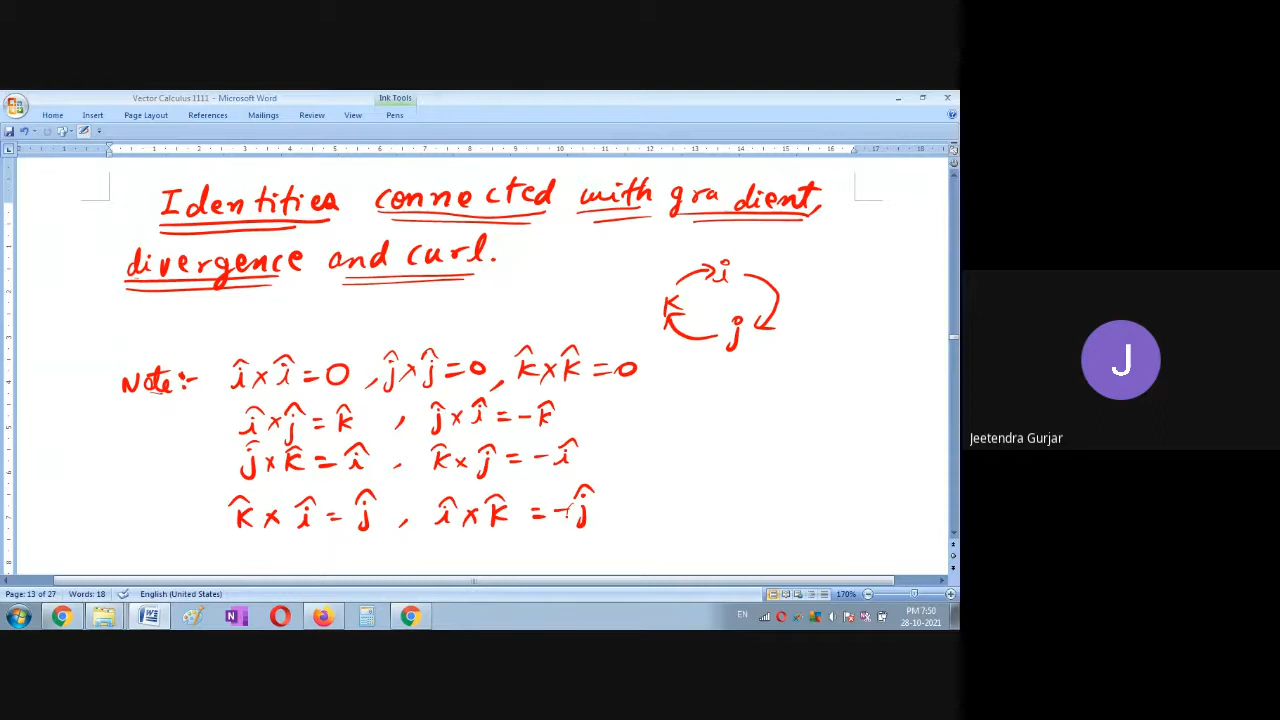 Vector Calculus 1111 - Microsoft Word
Ink Tools
Home Insert Page Layout References Mailings Review View Pens
Identities connected with gradient,
divergence and curl.
i
k
j
Note:- î × î = 0 , ĵ × ĵ = 0 , k̂ × k̂ = 0
î × ĵ = k̂ , ĵ × î = -k̂
ĵ × k̂ = î , k̂ × ĵ = -î
k̂ × î = ĵ , î × k̂ = -ĵ
J
Jeetendra Gurjar
Page: 13 of 27 Words: 18 English (United States) 170%
EN
PM 7:50
28-10-2021